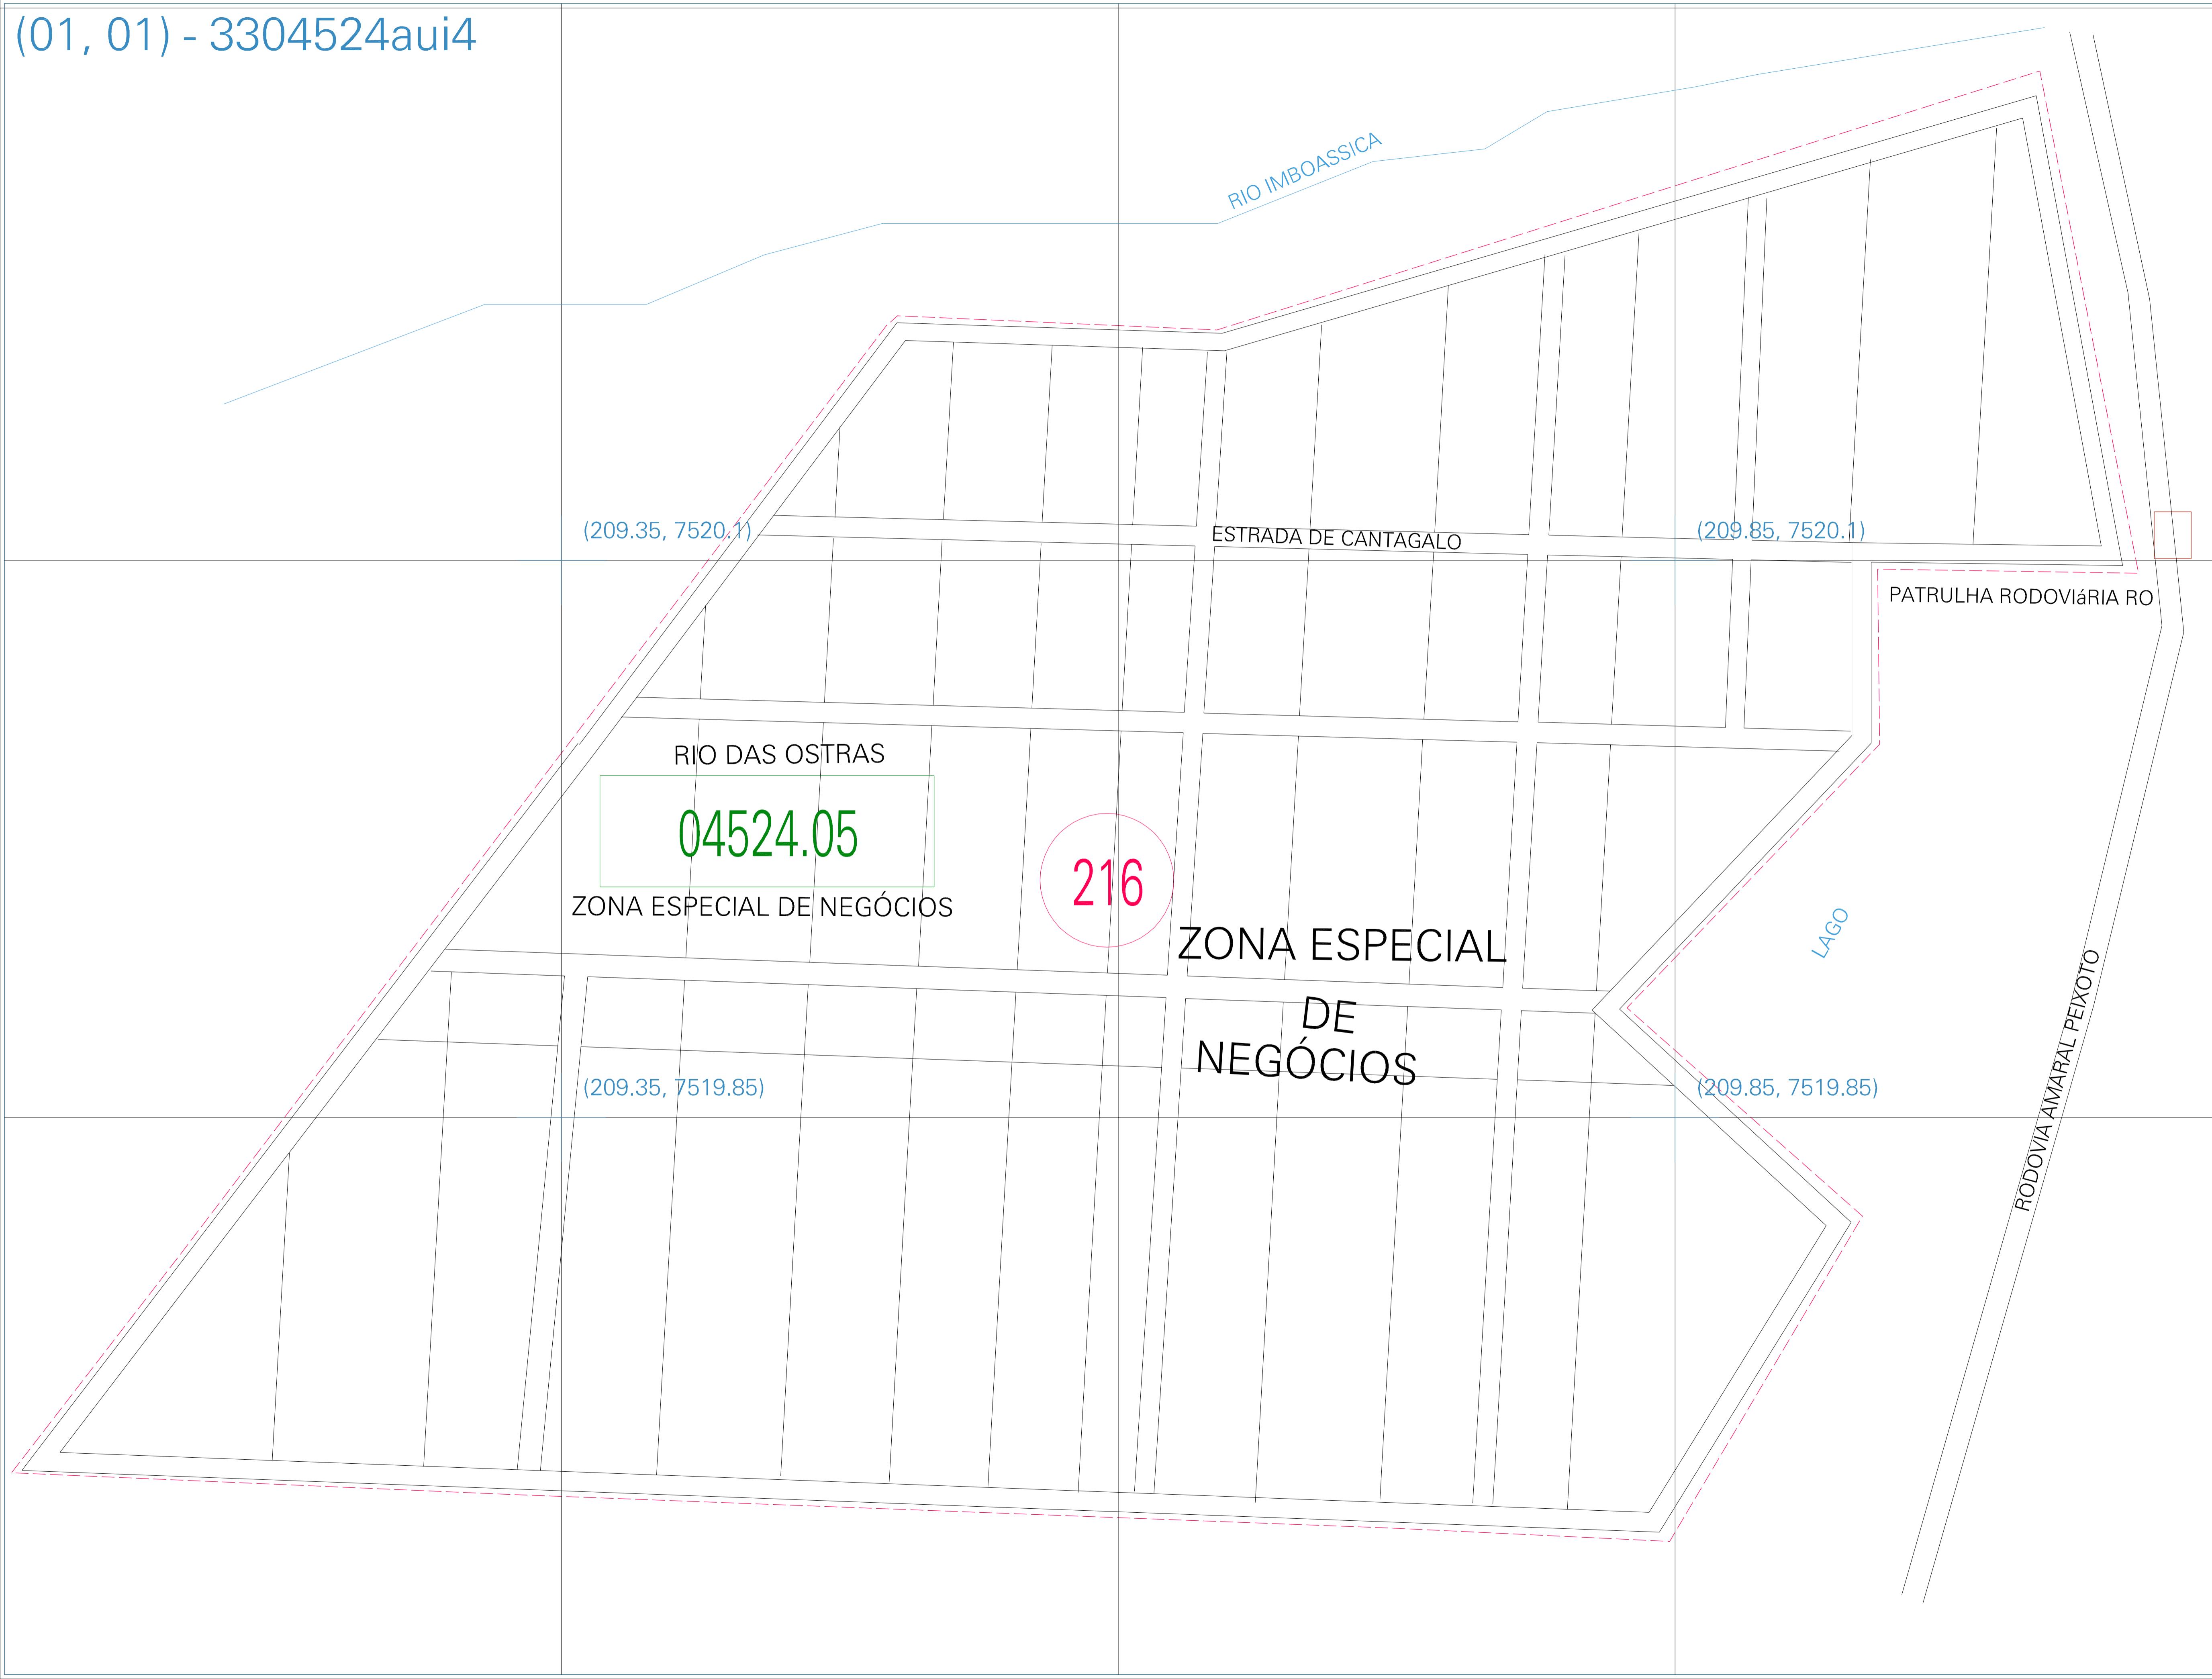 (01, 01) - 3304524aui4
RIO IMBOASSICA
(209.35, 7520.1)
ESTRADA DE CANTAGALO
(209.85, 7520.1)
PATRULHA RODOVIáRIA RO
RIO DAS OSTRAS
04524.05
ZONA ESPECIAL DE NEGÓCIOS
216
ZONA ESPECIAL
DE
NEGÓCIOS
LAGO
RODOVIA AMARAL PEIXOTO
(209.35, 7519.85)
(209.85, 7519.85)